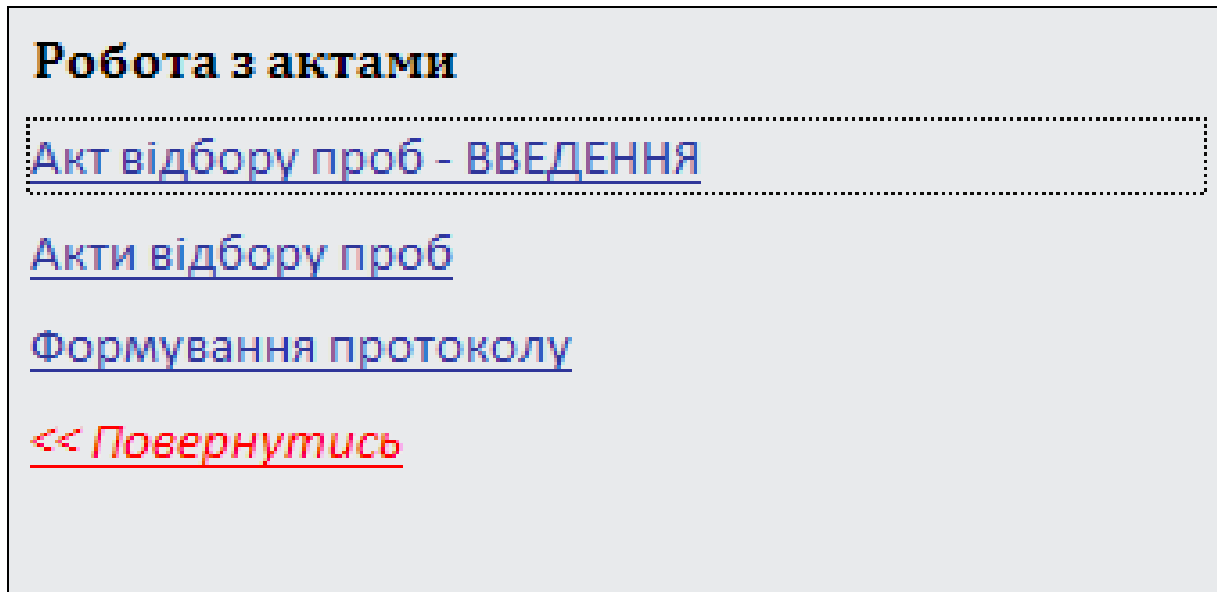 Робота з актами
Акт відбору проб - ВВЕДЕННЯ
Акти відбору проб
Формування протоколу
<< Повернутись